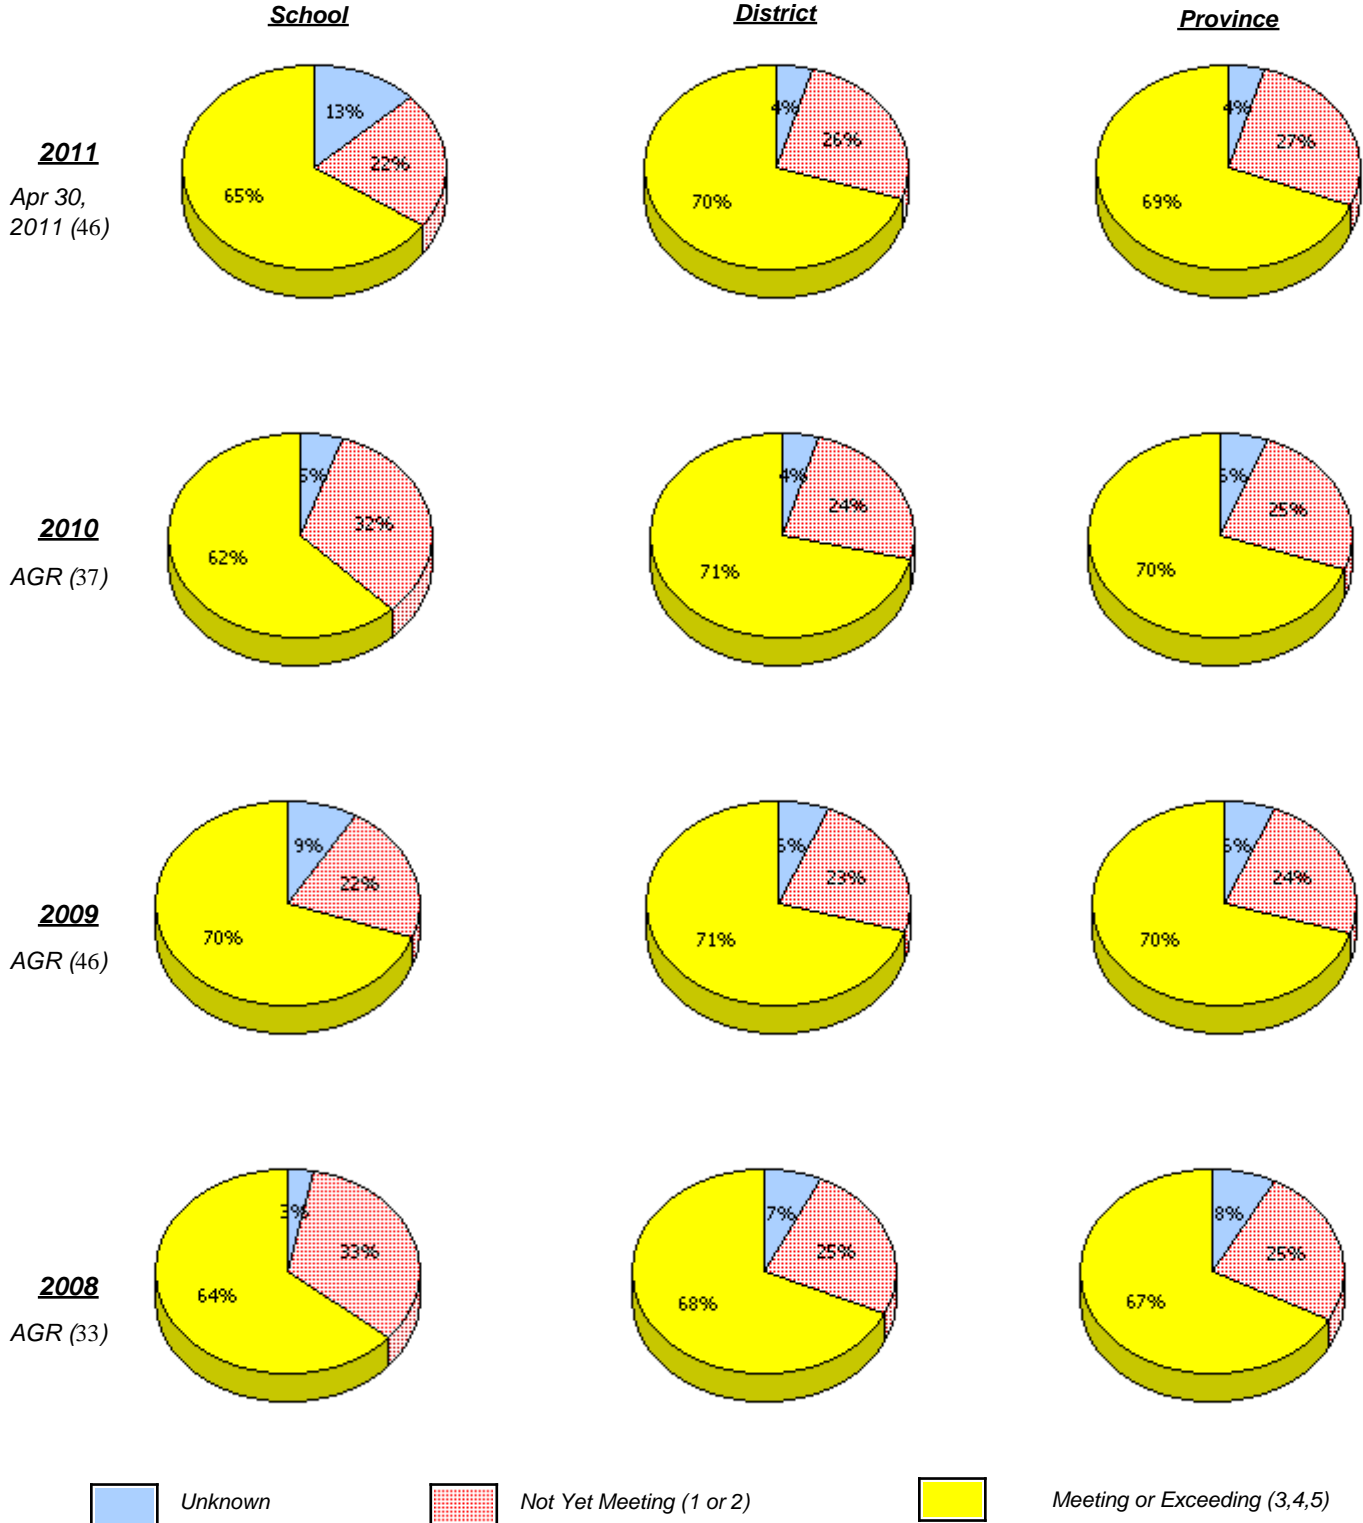 School District Province
13% 4% 4%
22% 26% 27%
65% 70% 69%
2011
Apr 30,
2011 (46)
5% 4% 5%
32% 24% 25%
62% 71% 70%
2010
AGR (37)
9% 5% 5%
22% 23% 24%
70% 71% 70%
2009
AGR (46)
3% 7% 8%
33% 25% 25%
64% 68% 67%
2008
AGR (33)
Unknown Not Yet Meeting (1 or 2) Meeting or Exceeding (3,4,5)